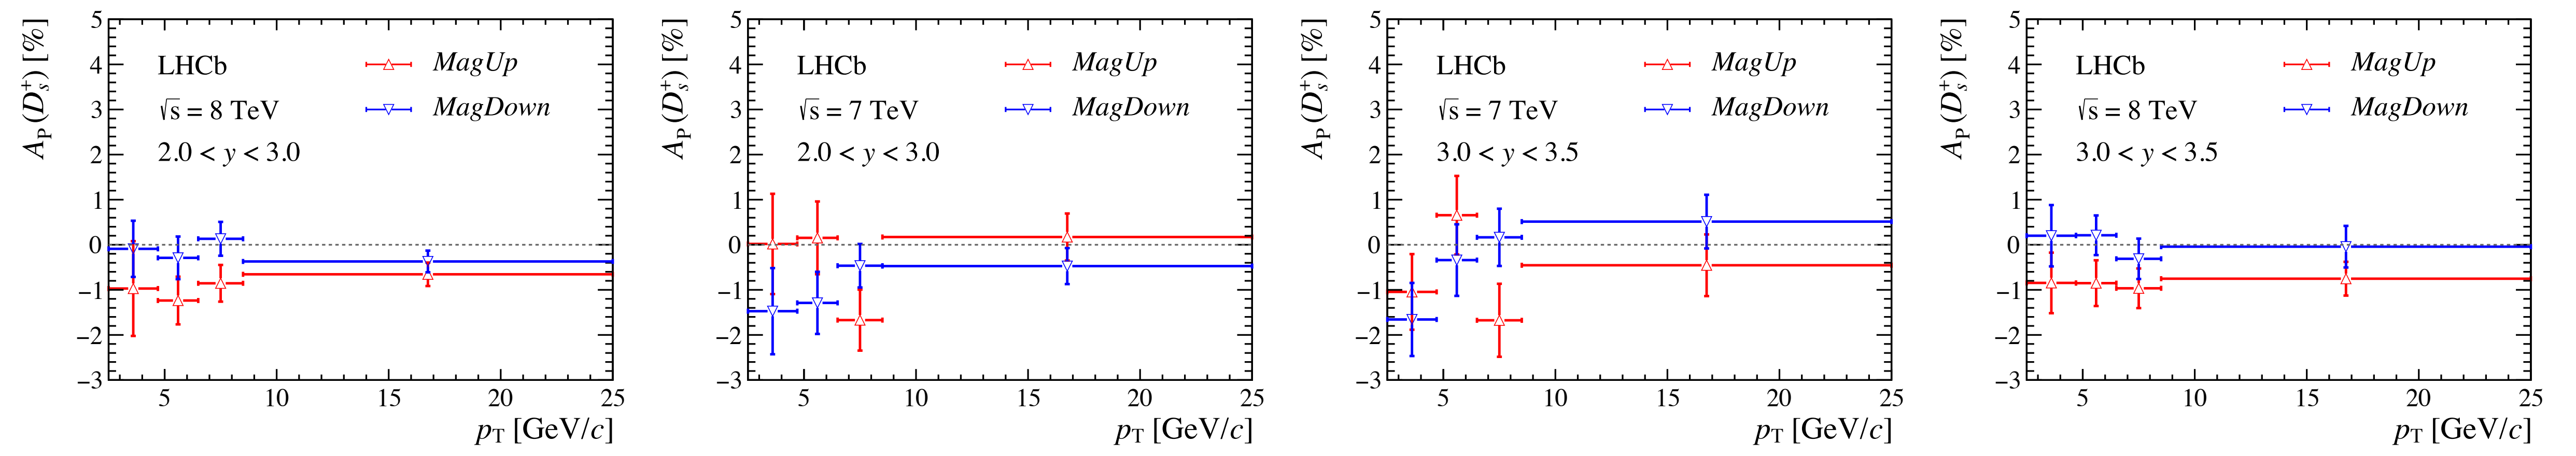 A_P(D_s^+) [%]
5
4
3
2
1
0
−1
−2
−3
LHCb
√s = 8 TeV
2.0 < y < 3.0
MagUp
MagDown
5 10 15 20 25
p_T [GeV/c]
A_P(D_s^+) [%]
5
4
3
2
1
0
−1
−2
−3
LHCb
√s = 7 TeV
2.0 < y < 3.0
MagUp
MagDown
5 10 15 20 25
p_T [GeV/c]
A_P(D_s^+) [%]
5
4
3
2
1
0
−1
−2
−3
LHCb
√s = 7 TeV
3.0 < y < 3.5
MagUp
MagDown
5 10 15 20 25
p_T [GeV/c]
A_P(D_s^+) [%]
5
4
3
2
1
0
−1
−2
−3
LHCb
√s = 8 TeV
3.0 < y < 3.5
MagUp
MagDown
5 10 15 20 25
p_T [GeV/c]